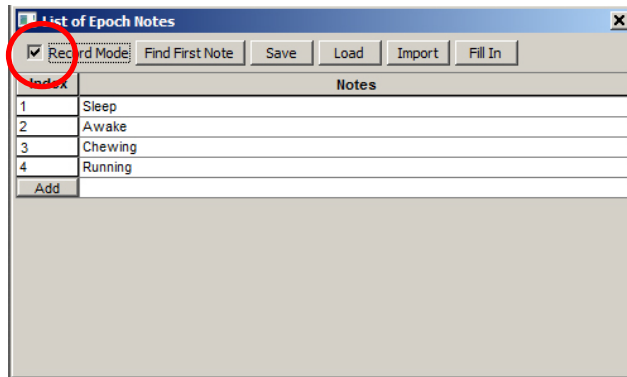 List of Epoch Notes
Record Mode Find First Note Save Load Import Fill In
Index Notes
1 Sleep
2 Awake
3 Chewing
4 Running
Add